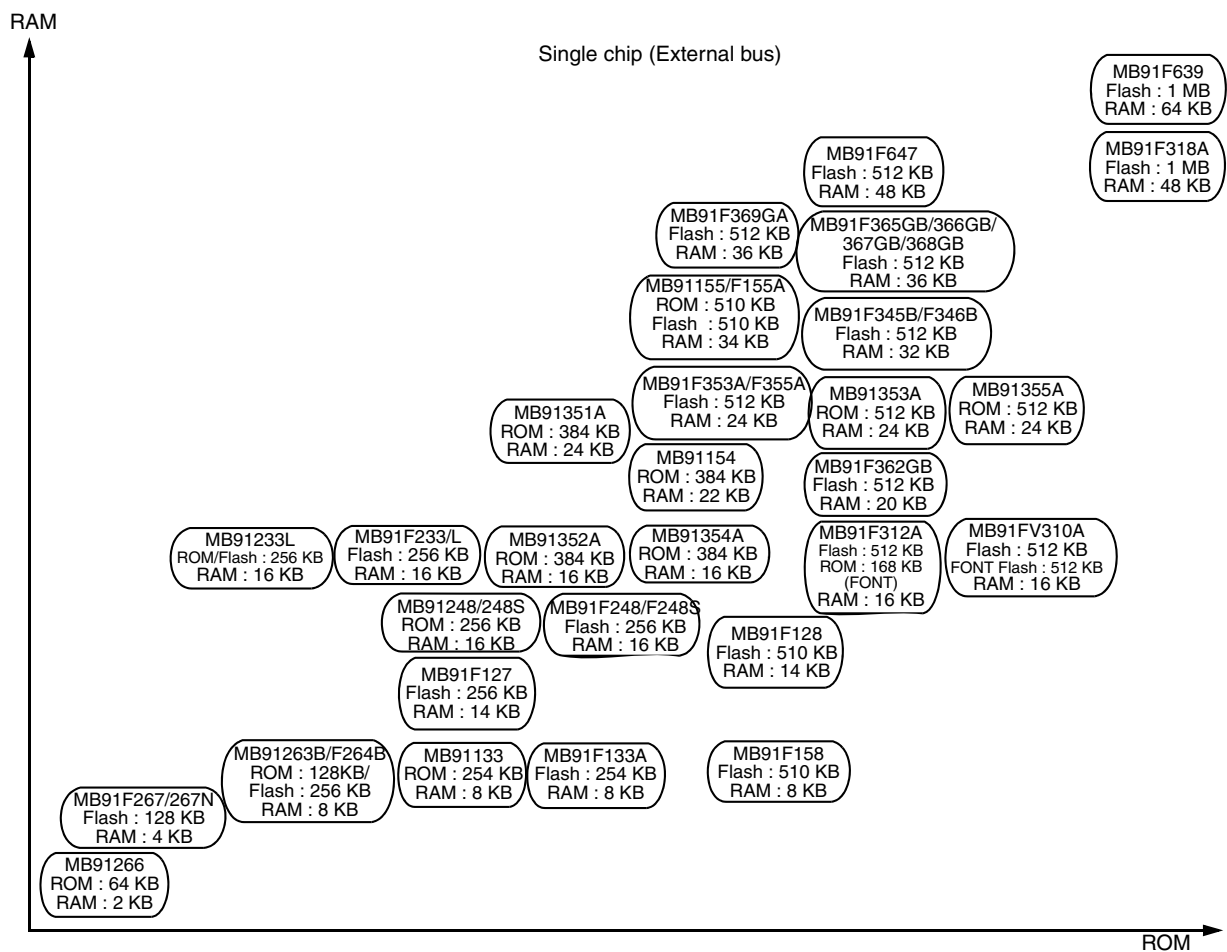 RAM
Single chip (External bus)
MB91F639
Flash : 1 MB
RAM : 64 KB
MB91F318A
Flash : 1 MB
RAM : 48 KB
MB91F647
Flash : 512 KB
RAM : 48 KB
MB91F369GA
Flash : 512 KB
RAM : 36 KB
MB91F365GB/366GB/
367GB/368GB
Flash : 512 KB
RAM : 36 KB
MB91155/F155A
ROM : 510 KB
Flash : 510 KB
RAM : 34 KB
MB91F345B/F346B
Flash : 512 KB
RAM : 32 KB
MB91351A
ROM : 384 KB
RAM : 24 KB
MB91F353A/F355A
Flash : 512 KB
RAM : 24 KB
MB91353A
ROM : 512 KB
RAM : 24 KB
MB91355A
ROM : 512 KB
RAM : 24 KB
MB91154
ROM : 384 KB
RAM : 22 KB
MB91F362GB
Flash : 512 KB
RAM : 20 KB
MB91233L
ROM/Flash : 256 KB
RAM : 16 KB
MB91F233/L
Flash : 256 KB
RAM : 16 KB
MB91352A
ROM : 384 KB
RAM : 16 KB
MB91354A
ROM : 384 KB
RAM : 16 KB
MB91F312A
Flash : 512 KB
ROM : 168 KB
(FONT)
RAM : 16 KB
MB91FV310A
Flash : 512 KB
FONT Flash : 512 KB
RAM : 16 KB
MB91248/248S
ROM : 256 KB
RAM : 16 KB
MB91F248/F248S
Flash : 256 KB
RAM : 16 KB
MB91F128
Flash : 510 KB
RAM : 14 KB
MB91F127
Flash : 256 KB
RAM : 14 KB
MB91263B/F264B
ROM : 128KB/
Flash : 256 KB
RAM : 8 KB
MB91133
ROM : 254 KB
RAM : 8 KB
MB91F133A
Flash : 254 KB
RAM : 8 KB
MB91F158
Flash : 510 KB
RAM : 8 KB
MB91F267/267N
Flash : 128 KB
RAM : 4 KB
MB91266
ROM : 64 KB
RAM : 2 KB
ROM